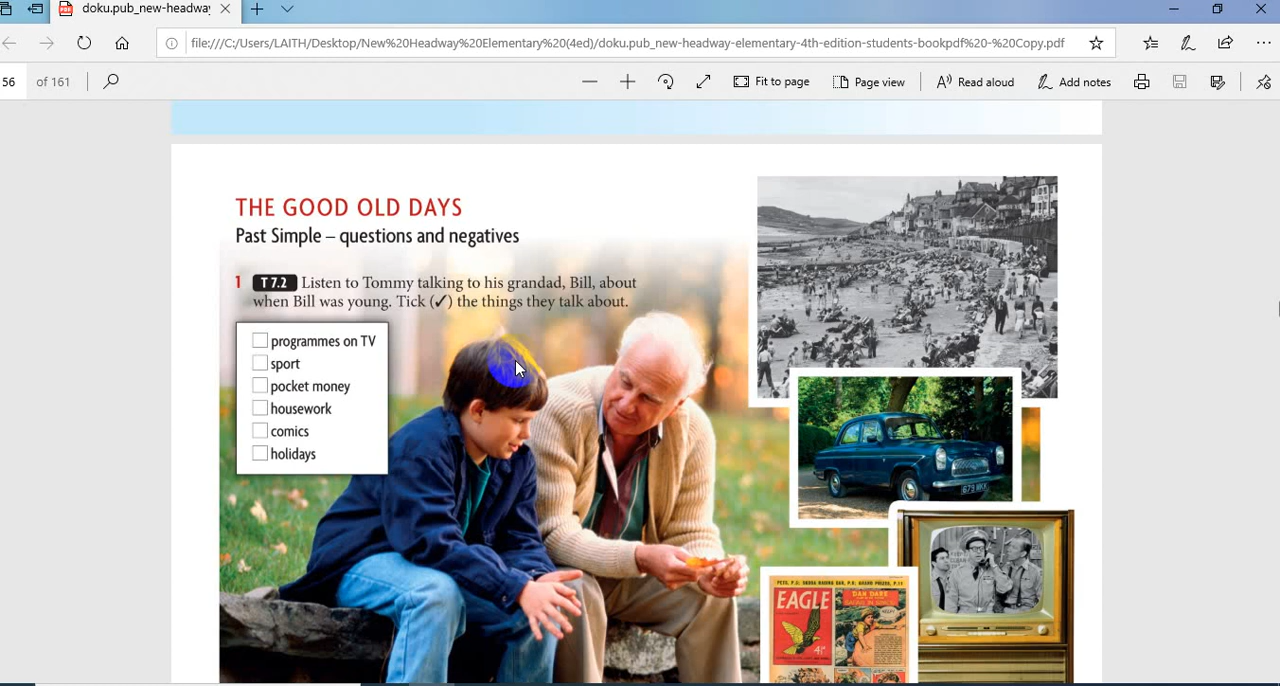 doku.pub_new-headway
file:///C:/Users/LAITH/Desktop/New%20Headway%20Elementary%20(4ed)/doku.pub_new-headway-elementary-4th-edition-students-bookpdf%20-%20Copy.pdf
56 of 161
Fit to page
Page view
Read aloud
Add notes
THE GOOD OLD DAYS
Past Simple – questions and negatives
1 T 7.2 Listen to Tommy talking to his grandad, Bill, about
when Bill was young. Tick (✓) the things they talk about.
programmes on TV
sport
pocket money
housework
comics
holidays
EAGLE
DAN DARE